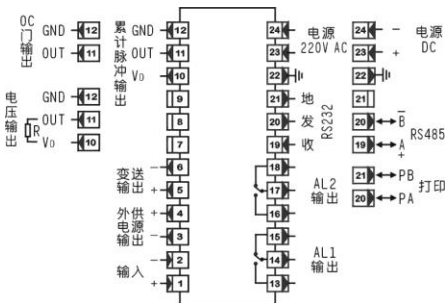 OC
门输出
GND 12
OUT 11
电压输出
GND 12
OUT 11
R
VD 10
累计脉冲输出
GND 12
OUT 11
VD 10
9
8
7
变送
输出
- 6
+ 5
外供
电源
输出
+ 4
- 3
输入
- 2
+ 1
24
23
电源
220V AC
22
21 地
20 发
19 收
RS232
18
17
16
AL2
输出
15
14
13
AL1
输出
24 -
23 +
电源
DC
22
21
20 B
19 A
+
RS485
21 PB
20 PA
打印